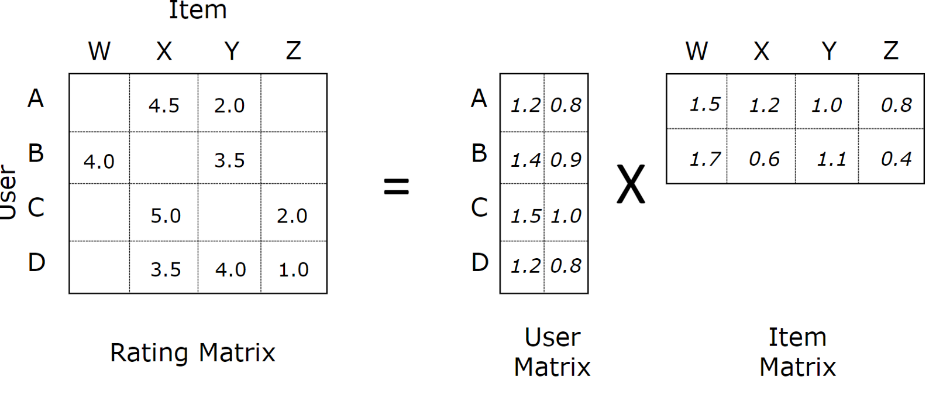 Item
W X Y Z W X Y Z
A 4.5 2.0 A 1.2 0.8 1.5 1.2 1.0 0.8
B 4.0 3.5 B 1.4 0.9 1.7 0.6 1.1 0.4
User
= X
C 5.0 2.0 C 1.5 1.0
D 3.5 4.0 1.0 D 1.2 0.8
Rating Matrix
User
Matrix
Item
Matrix